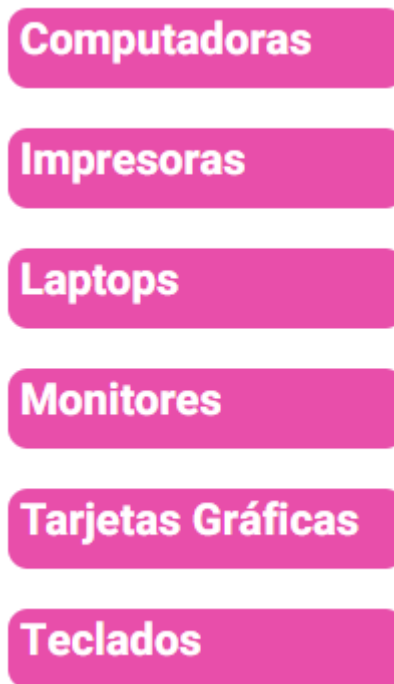 Computadoras
Impresoras
Laptops
Monitores
Tarjetas Gráficas
Teclados